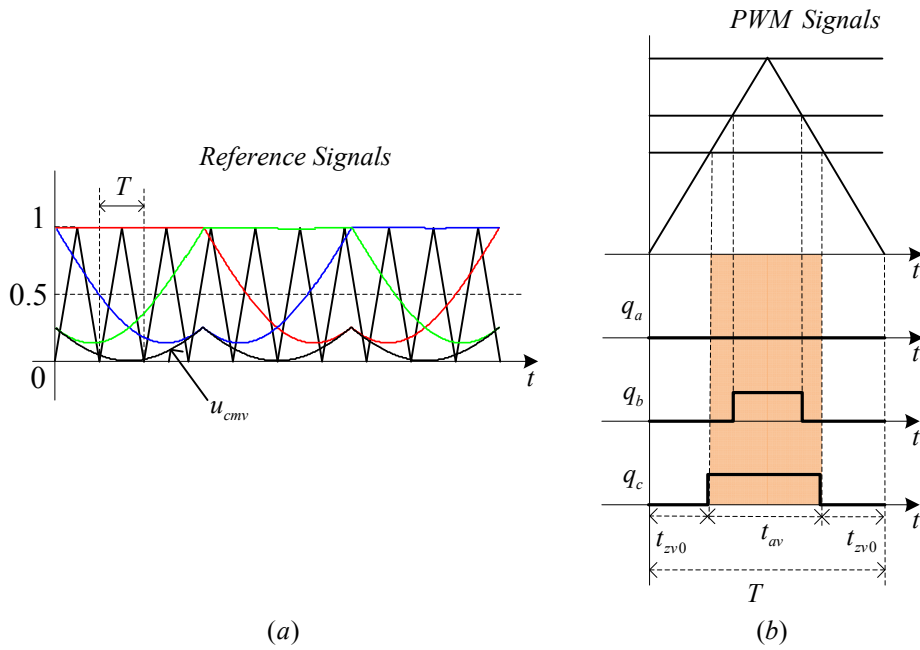 Reference Signals
T
1
0.5
0
t
u_cmv
(a)
PWM Signals
t
q_a
t
q_b
t
q_c
t
t_zv0
t_av
t_zv0
T
(b)